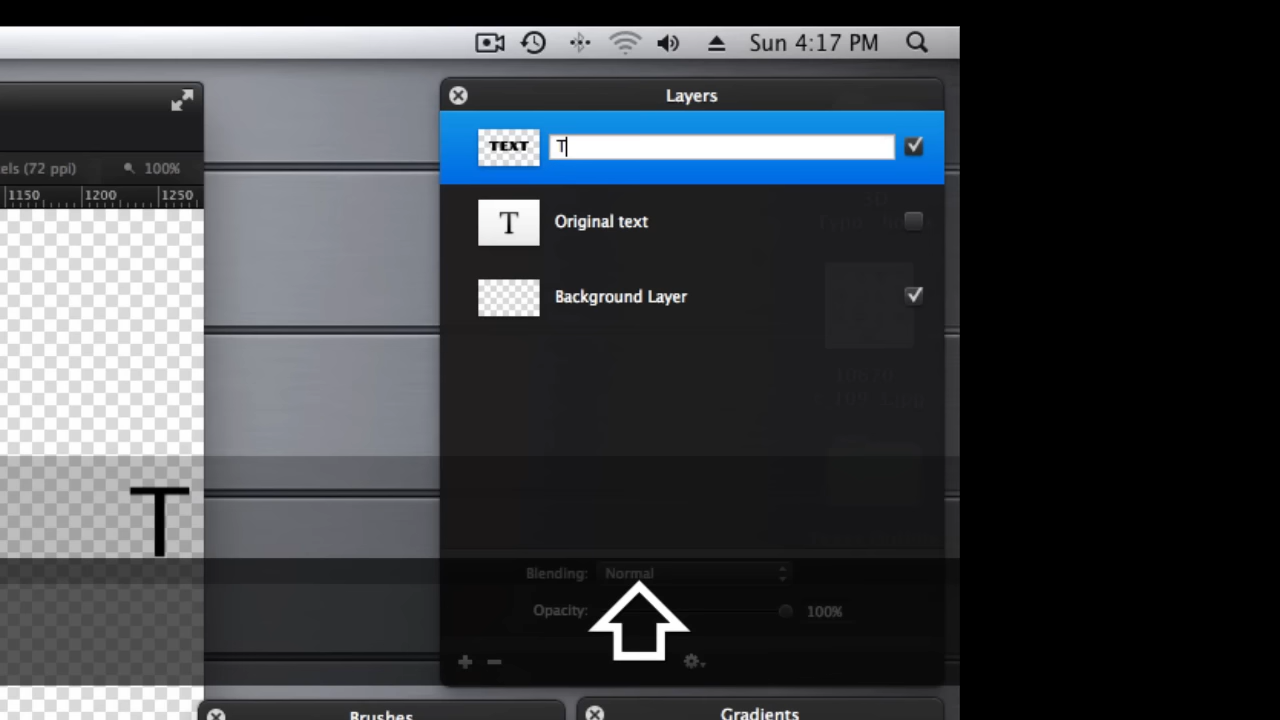 Sun 4:17 PM
Layers
TEXT
T
els (72 ppi)
100%
1150
1200
1250
T
Original text
Background Layer
T
Blending:
Normal
Opacity:
100%
Brushes
Gradients